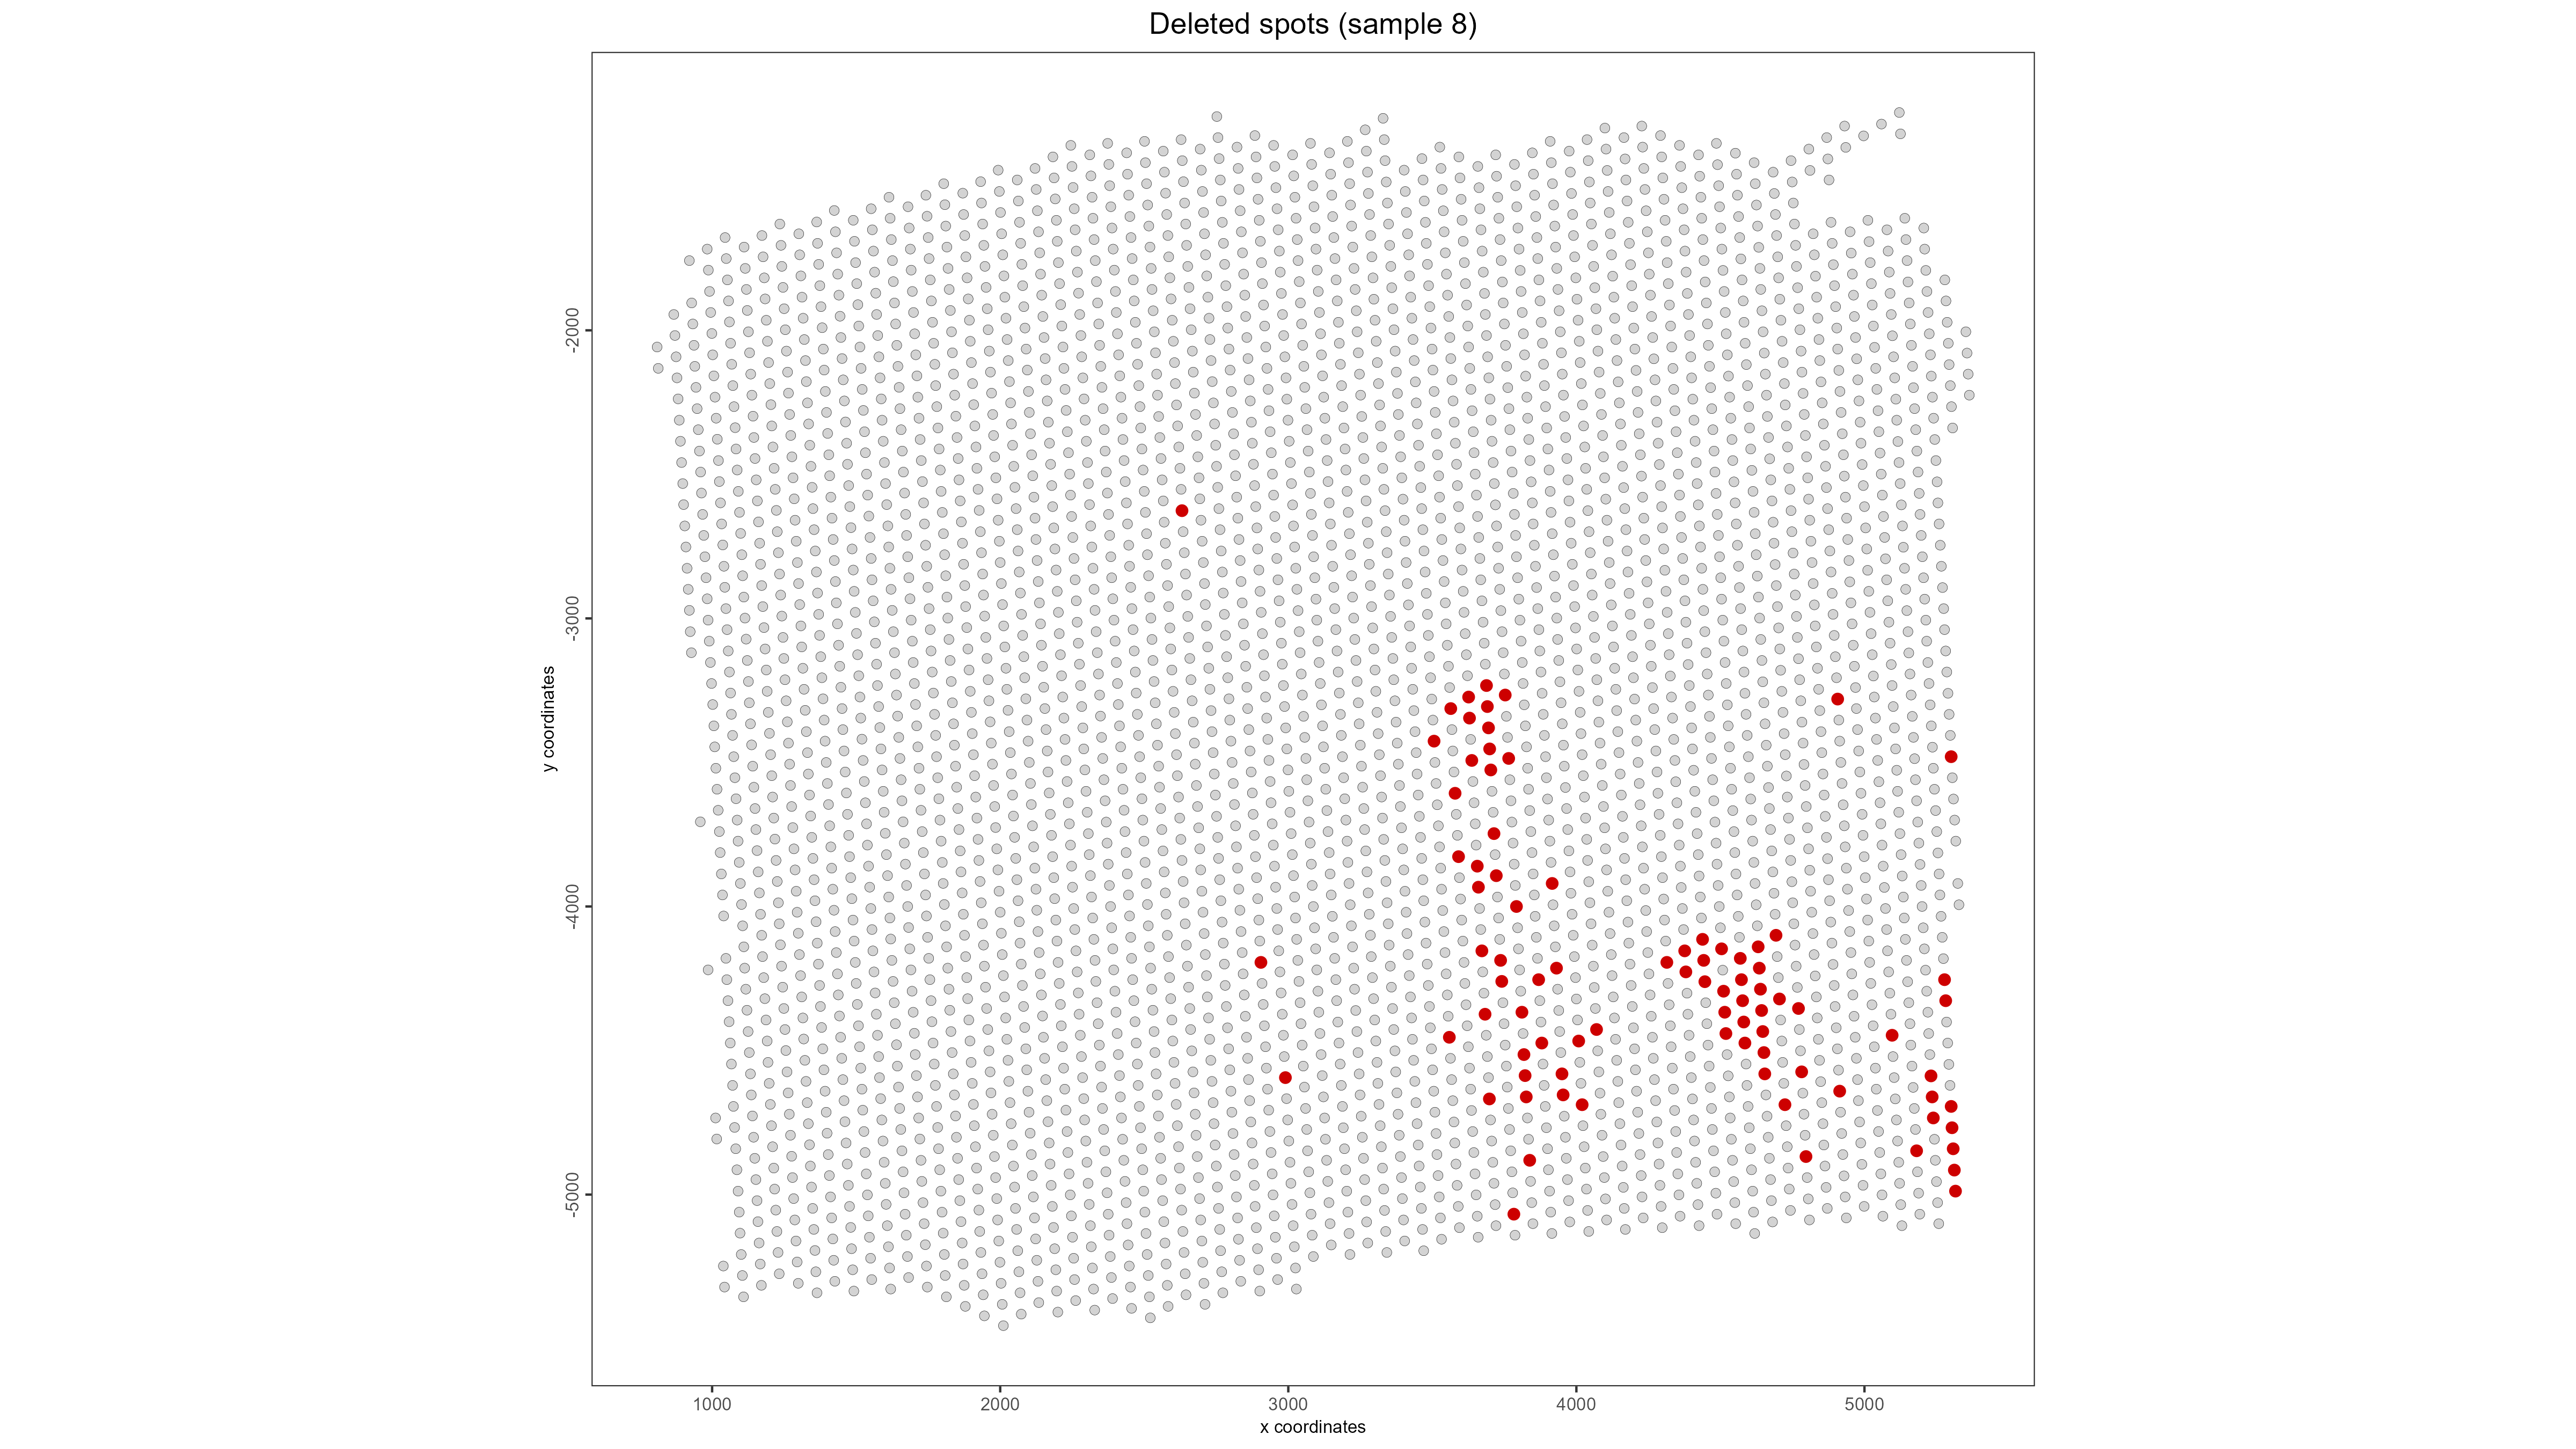 Deleted spots (sample 8)
y coordinates
-2000
-3000
-4000
-5000
1000 2000 3000 4000 5000
x coordinates